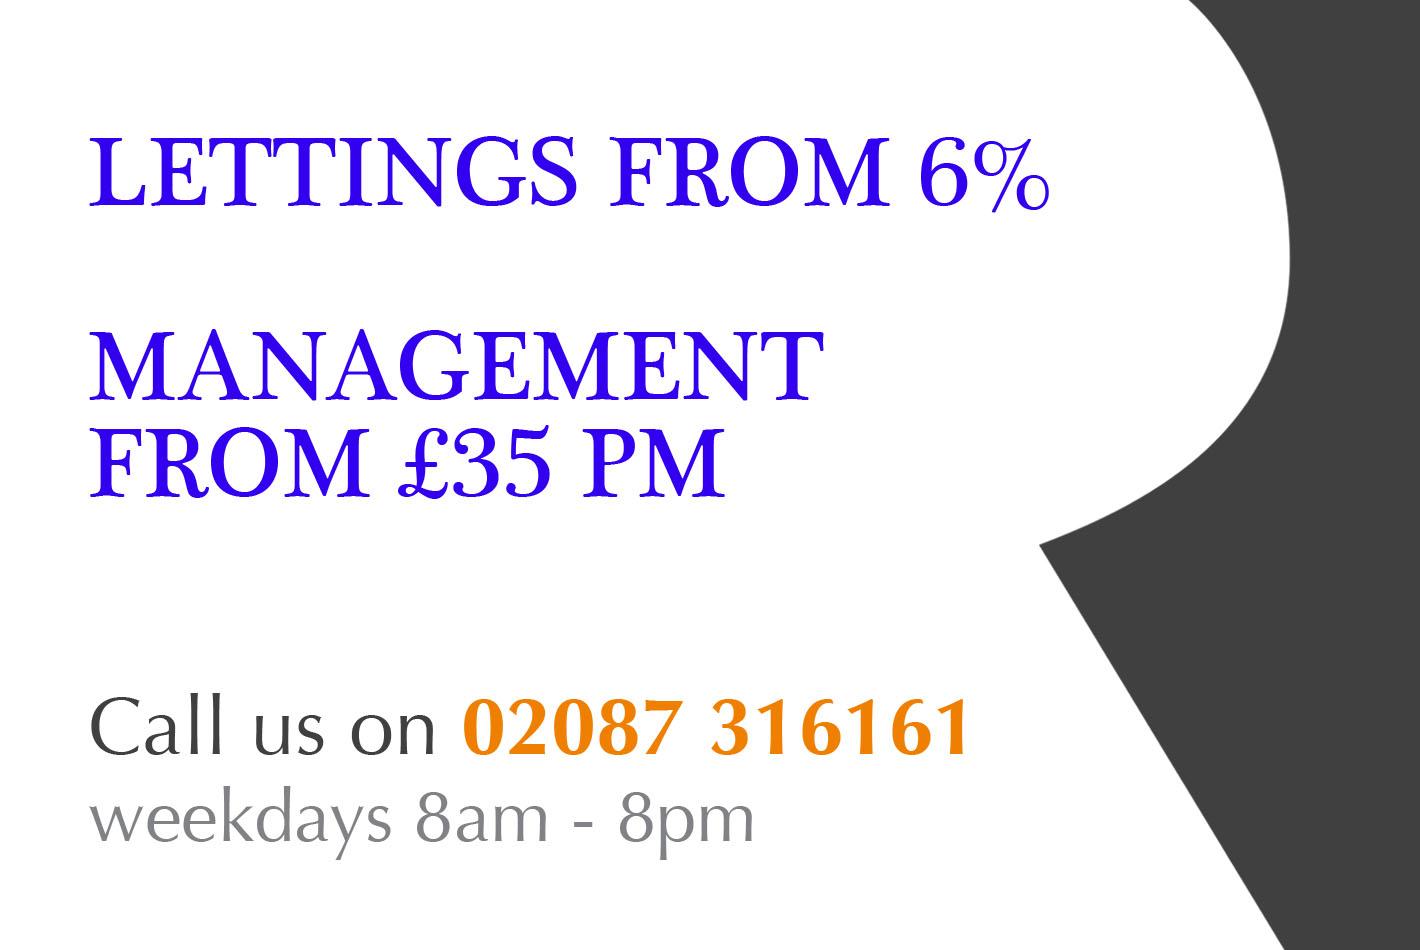 LETTINGS FROM 6%
MANAGEMENT
FROM £35 PM
Call us on 02087 316161
weekdays 8am - 8pm